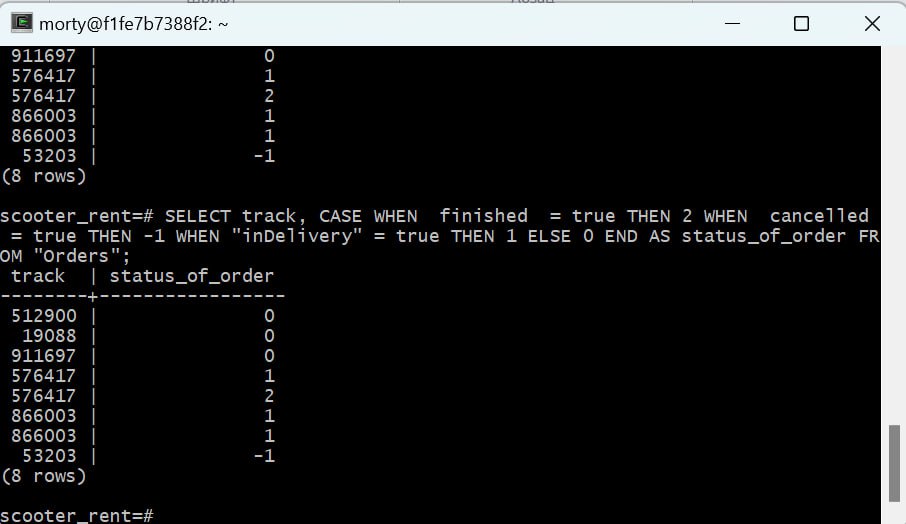 morty@f1fe7b7388f2: ~
911697 | 0
576417 | 1
576417 | 2
866003 | 1
866003 | 1
53203 | -1
(8 rows)
scooter_rent=# SELECT track, CASE WHEN  finished  = true THEN 2 WHEN  cancelled
 = true THEN -1 WHEN "inDelivery" = true THEN 1 ELSE 0 END AS status_of_order FR
OM "Orders";
track | status_of_order
--------+-----------------
512900 | 0
19088 | 0
911697 | 0
576417 | 1
576417 | 2
866003 | 1
866003 | 1
53203 | -1
(8 rows)
scooter_rent=#